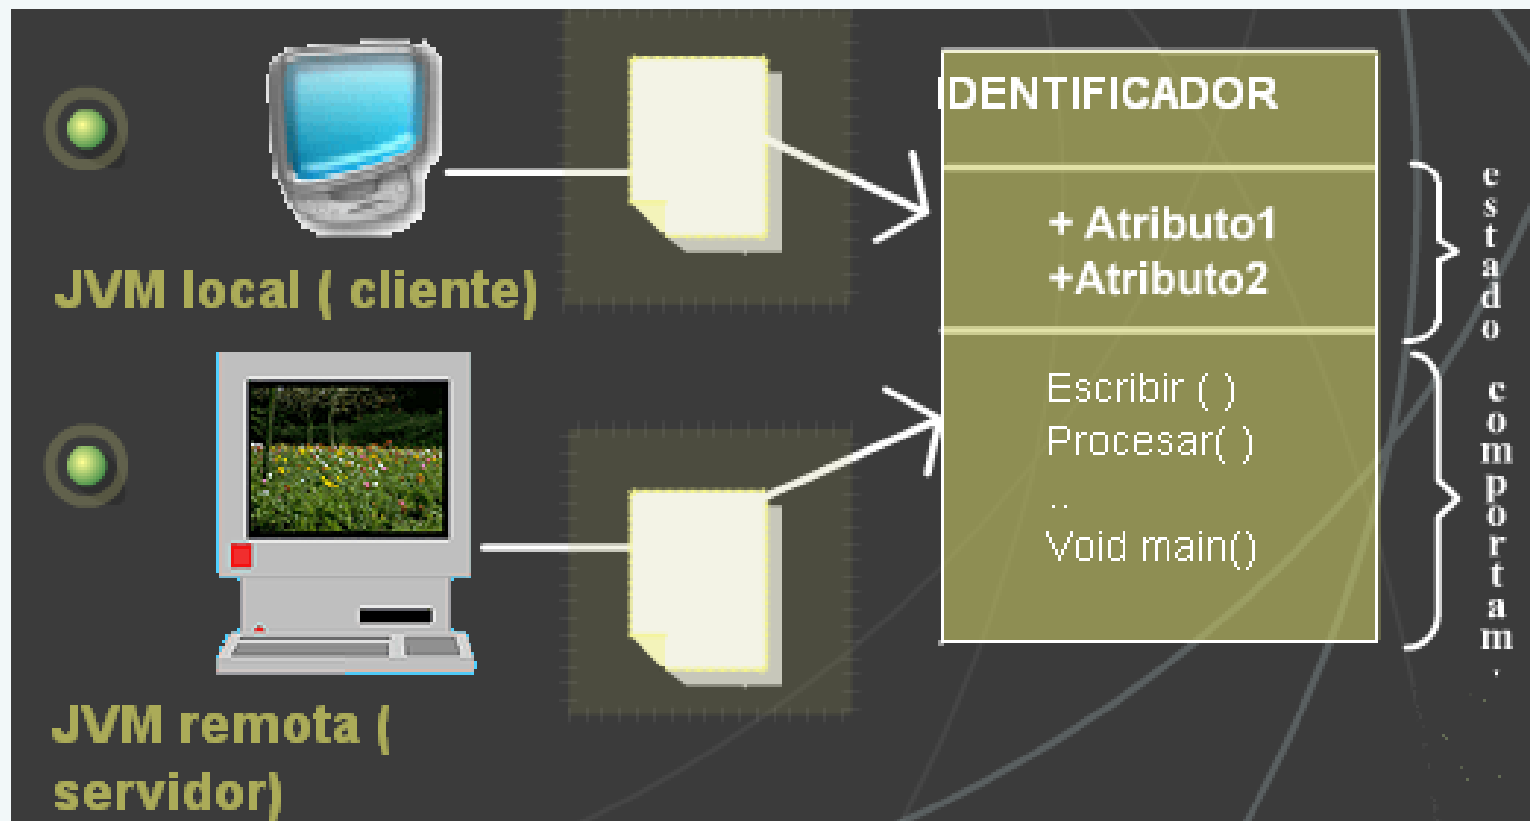 JVM local ( cliente)
JVM remota (
servidor)
IDENTIFICADOR
+ Atributo1
+Atributo2
Escribir ( )
Procesar( )
..
Void main()
estado
comportam.